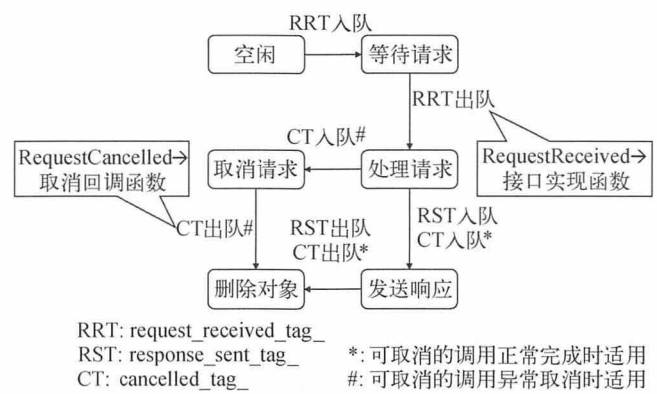 RRT入队
空闲
等待请求
RRT出队
CT入队#
RequestCancelled→
取消回调函数
取消请求
处理请求
RequestReceived→
接口实现函数
CT出队#
RST出队
CT出队*
RST入队
CT入队*
删除对象
发送响应
RRT: request_received_tag_
RST: response_sent_tag_
*: 可取消的调用正常完成时适用
CT: cancelled_tag_
#: 可取消的调用异常取消时适用